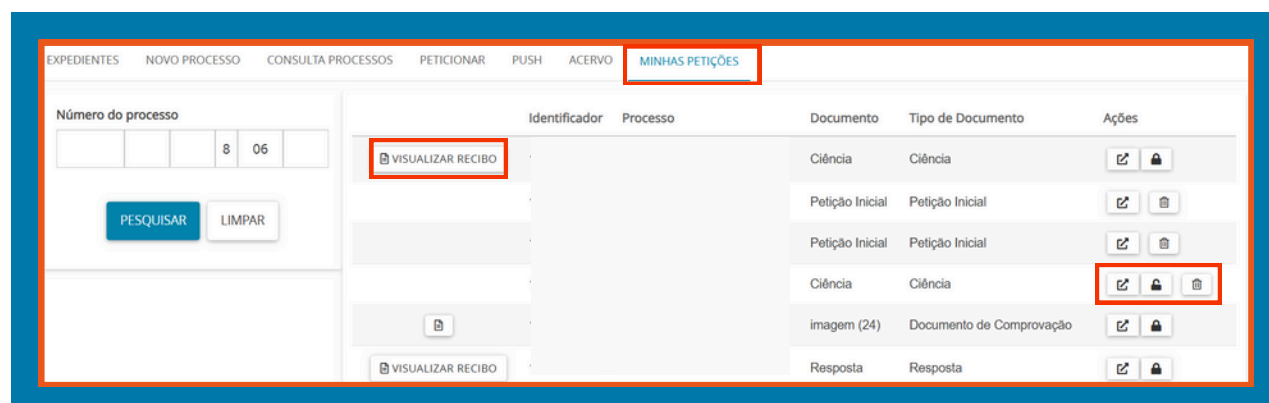 EXPEDIENTES NOVO PROCESSO CONSULTA PROCESSOS PETICIONAR PUSH ACERVO MINHAS PETIÇÕES
Número do processo
8 06
PESQUISAR LIMPAR
Identificador Processo Documento Tipo de Documento Ações
VISUALIZAR RECIBO Ciência Ciência
Petição Inicial Petição Inicial
Petição Inicial Petição Inicial
Ciência Ciência
imagem (24) Documento de Comprovação
VISUALIZAR RECIBO Resposta Resposta